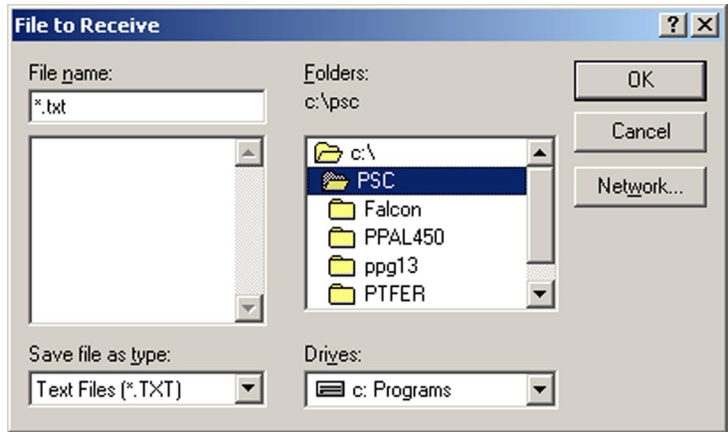 File to Receive
File name:
*.txt
Save file as type:
Text Files (*.TXT)
Folders:
c:\psc
c:\
PSC
Falcon
PPAL450
ppg13
PTFER
Drives:
c: Programs
OK
Cancel
Network...